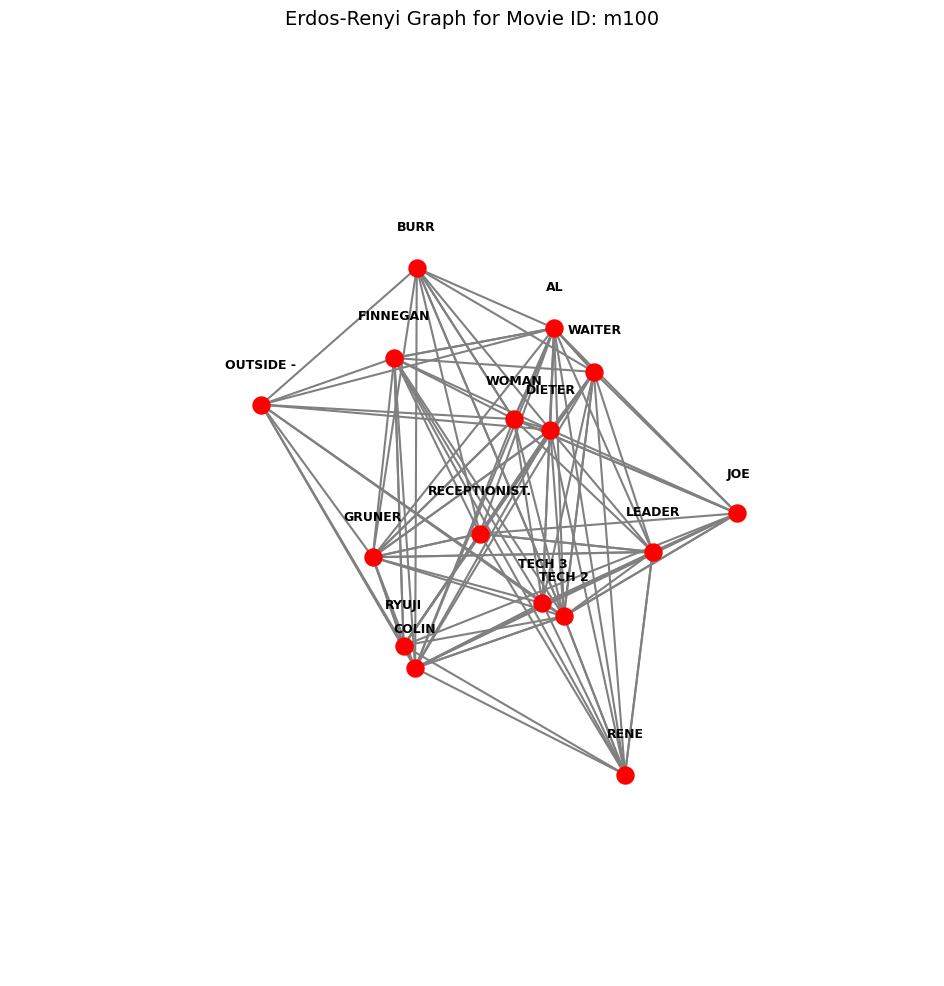 Erdos-Renyi Graph for Movie ID: m100
BURR
AL
FINNEGAN
WAITER
OUTSIDE -
WOMAN
DIETER
JOE
RECEPTIONIST.
LEADER
GRUNER
TECH 3
TECH 2
RYUJI
COLIN
RENE